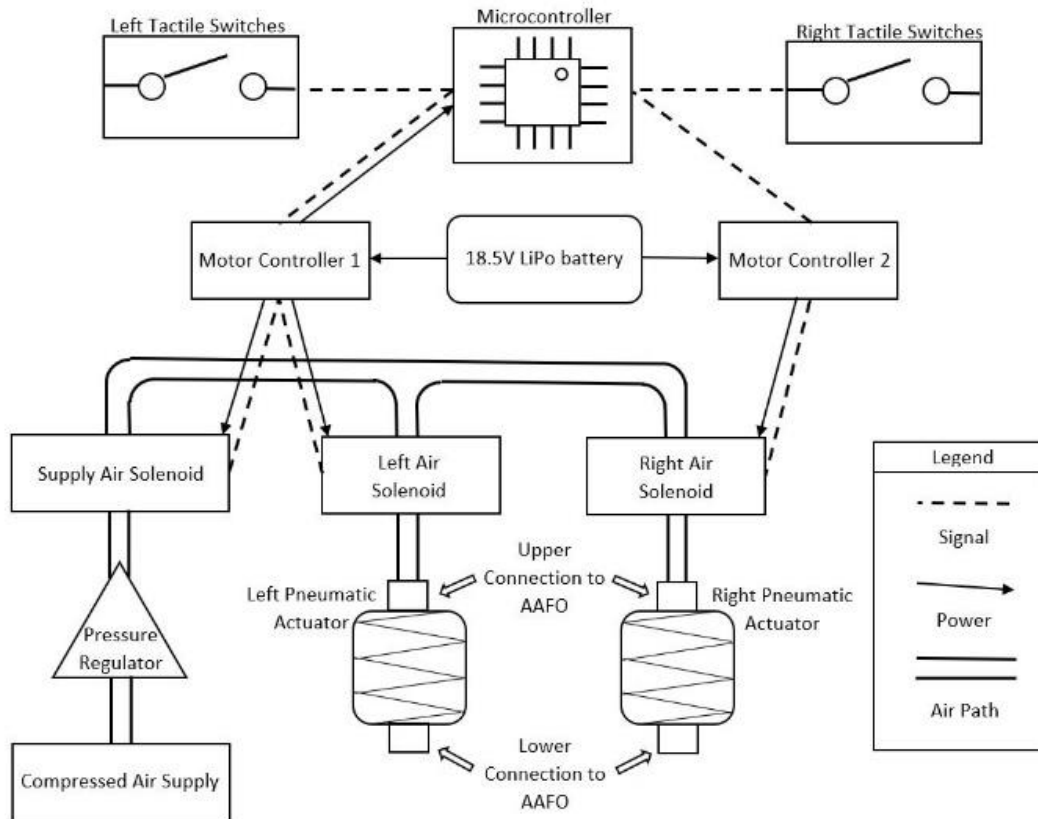 Left Tactile Switches
Microcontroller
Right Tactile Switches
Motor Controller 1
18.5V LiPo battery
Motor Controller 2
Supply Air Solenoid
Left Air
Solenoid
Right Air
Solenoid
Legend
Signal
Power
Air Path
Upper
Connection to
AAFO
Left Pneumatic
Actuator
Right Pneumatic
Actuator
Pressure
Regulator
Lower
Connection to
AAFO
Compressed Air Supply